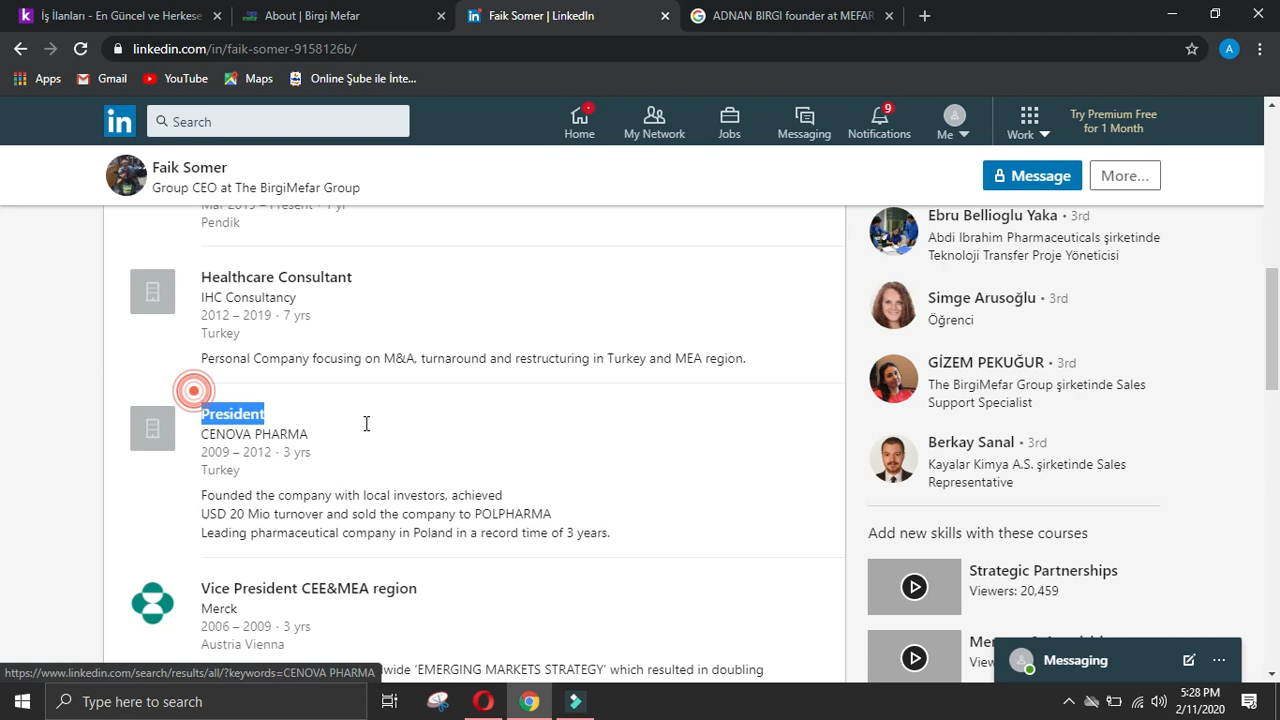 İş İlanları - En Güncel ve Herkese
About | Birgi Mefar
Faik Somer | LinkedIn
ADNAN BIRGI founder at MEFAR
linkedin.com/in/faik-somer-9158126b/
A
Apps
Gmail
YouTube
Maps
Online Şube ile İnte...
in
Search
Home
My Network
Jobs
Messaging
9
Notifications
Me
Work
Try Premium Free
for 1 Month
Faik Somer
Group CEO at The BirgiMefar Group
Message
More...
Mar 2019 – Present · 1 yr
Pendik
Healthcare Consultant
IHC Consultancy
2012 – 2019 · 7 yrs
Turkey
Personal Company focusing on M&A, turnaround and restructuring in Turkey and MEA region.
President
CENOVA PHARMA
2009 – 2012 · 3 yrs
Turkey
Founded the company with local investors, achieved
USD 20 Mio turnover and sold the company to POLPHARMA
Leading pharmaceutical company in Poland in a record time of 3 years.
Vice President CEE&MEA region
Merck
2006 – 2009 · 3 yrs
Austria Vienna
wide ‘EMERGING MARKETS STRATEGY’ which resulted in doubling
Ebru Bellioglu Yaka • 3rd
Abdi Ibrahim Pharmaceuticals şirketinde
Teknoloji Transfer Proje Yöneticisi
Simge Arusoğlu • 3rd
Öğrenci
GİZEM PEKUĞUR • 3rd
The BirgiMefar Group şirketinde Sales
Support Specialist
Berkay Sanal • 3rd
Kayalar Kimya A.S. şirketinde Sales
Representative
Add new skills with these courses
Strategic Partnerships
Viewers: 20,459
Messaging
https://www.linkedin.com/search/results/all/?keywords=CENOVA PHARMA
Type here to search
5:28 PM
2/11/2020